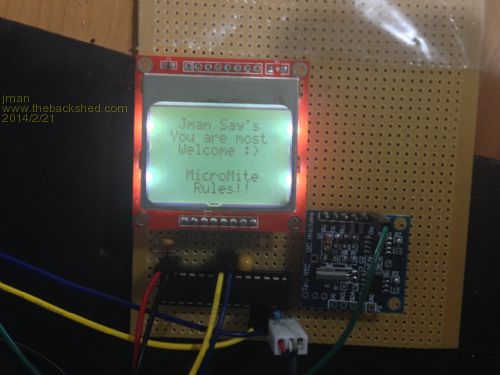 jman
www.thebackshed.com
2014/2/21
Jman Say's
You are most
Welcome :)
MicroMite
Rules!!